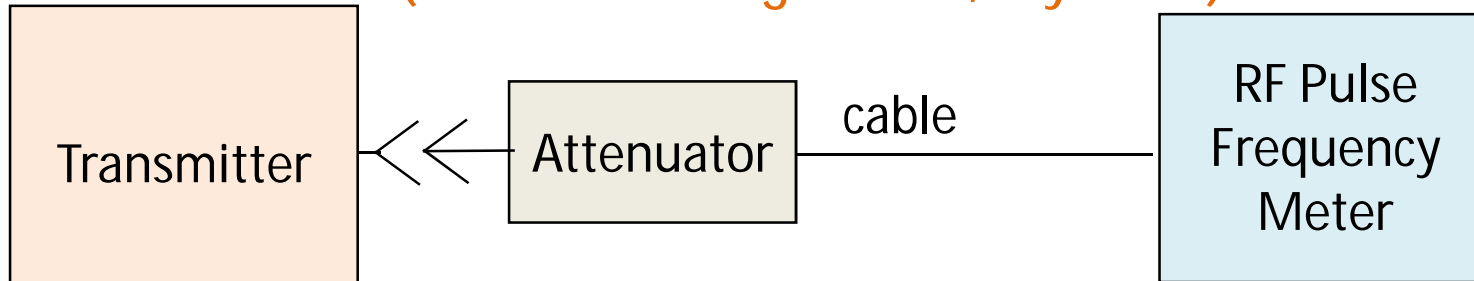 Transmitter
Attenuator
cable
RF Pulse
Frequency
Meter